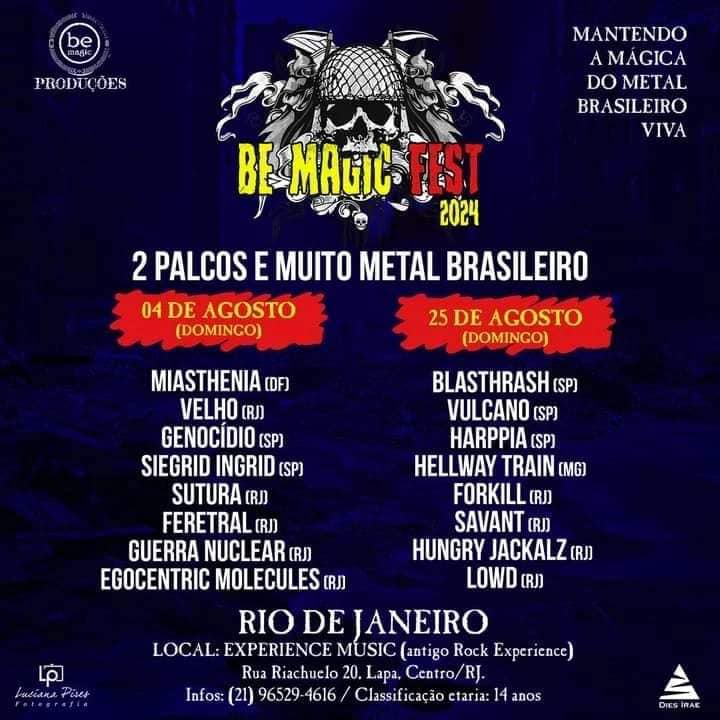 be
magic
PRODUÇÕES
MANTENDO
A MÁGICA
DO METAL
BRASILEIRO
VIVA
BE MAGIC FEST
2024
2 PALCOS E MUITO METAL BRASILEIRO
04 DE AGOSTO
(DOMINGO)
MIASTHENIA (DF)
VELHO (RJ)
GENOCÍDIO (SP)
SIEGRID INGRID (SP)
SUTURA (RJ)
FERETRAL (RJ)
GUERRA NUCLEAR (RJ)
EGOCENTRIC MOLECULES (RJ)
25 DE AGOSTO
(DOMINGO)
BLASTHRASH (SP)
VULCANO (SP)
HARPPIA (SP)
HELLWAY TRAIN (MG)
FORKILL (RJ)
SAVANT (RJ)
HUNGRY JACKALZ (RJ)
LOWD (RJ)
RIO DE JANEIRO
LOCAL: EXPERIENCE MUSIC (antigo Rock Experience)
Rua Riachuelo 20, Lapa, Centro/RJ.
Infos: (21) 96529-4616 / Classificação etaria: 14 anos
LP
Luciana Pires
Fotografia
DIES IRAE